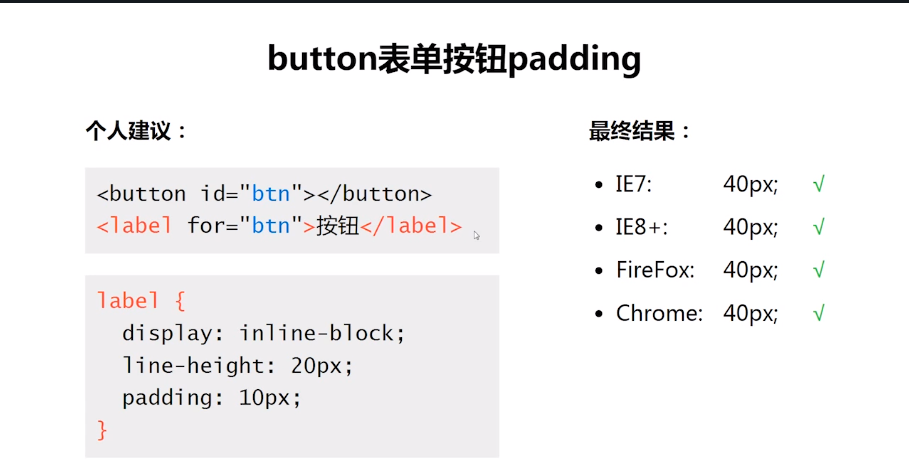 button表单按钮padding
个人建议：
<button id="btn"></button>
<label for="btn">按钮</label>
label {
display: inline-block;
line-height: 20px;
padding: 10px;
}
最终结果：
• IE7: 40px; √
• IE8+: 40px; √
• FireFox: 40px; √
• Chrome: 40px; √